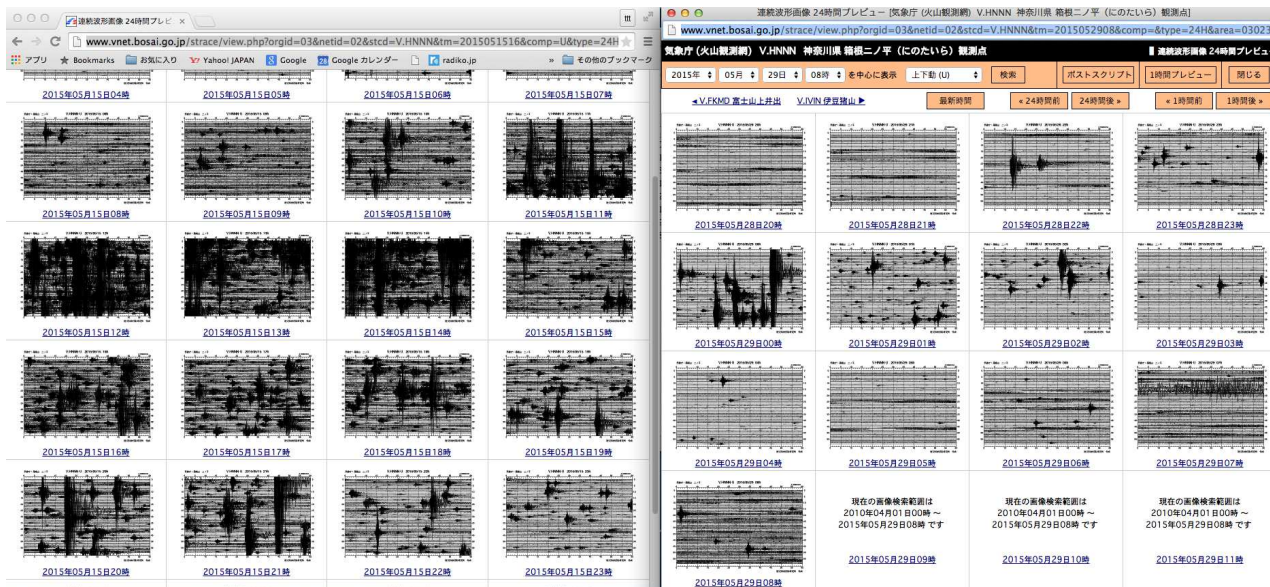 連続波形画像 24時間プレビ ×
ttt
www.vnet.bosai.go.jp/strace/view.php?orgid=03&netid=02&stcd=V.HNNN&tm=2015051516&comp=U&type=24H
アプリ Bookmarks お気に入り Yahoo! JAPAN Google Google カレンダー radiko.jp » その他のブックマーク
2015年05月15日04時 2015年05月15日05時 2015年05月15日06時 2015年05月15日07時
2015年05月15日08時 2015年05月15日09時 2015年05月15日10時 2015年05月15日11時
2015年05月15日12時 2015年05月15日13時 2015年05月15日14時 2015年05月15日15時
2015年05月15日16時 2015年05月15日17時 2015年05月15日18時 2015年05月15日19時
2015年05月15日20時 2015年05月15日21時 2015年05月15日22時 2015年05月15日23時
連続波形画像 24時間プレビュー [気象庁 (火山観測網) V.HNNN 神奈川県 箱根ニノ平（にのたいら）観測点]
www.vnet.bosai.go.jp/strace/view.php?orgid=03&netid=02&stcd=V.HNNN&tm=2015052908&comp=&type=24H&area=03023
気象庁 (火山観測網) V.HNNN 神奈川県 箱根ニノ平（にのたいら）観測点 連続波形画像 24時間プレビュー
2015年 05月 29日 08時 を中心に表示 上下動 (U) 検索 ポストスクリプト 1時間プレビュー 閉じる
◄ V.FKMD 富士山上井出 V.IVIN 伊豆猪山 ► 最新時間 « 24時間前 24時間後 » « 1時間前 1時間後 »
2015年05月28日20時 2015年05月28日21時 2015年05月28日22時 2015年05月28日23時
2015年05月29日00時 2015年05月29日01時 2015年05月29日02時 2015年05月29日03時
2015年05月29日04時 2015年05月29日05時 2015年05月29日06時 2015年05月29日07時
現在の画像検索範囲は 現在の画像検索範囲は 現在の画像検索範囲は
2010年04月01日00時 ～ 2010年04月01日00時 ～ 2010年04月01日00時 ～
2015年05月29日08時 です 2015年05月29日08時 です 2015年05月29日08時 です
2015年05月29日09時 2015年05月29日10時 2015年05月29日11時
2015年05月29日08時